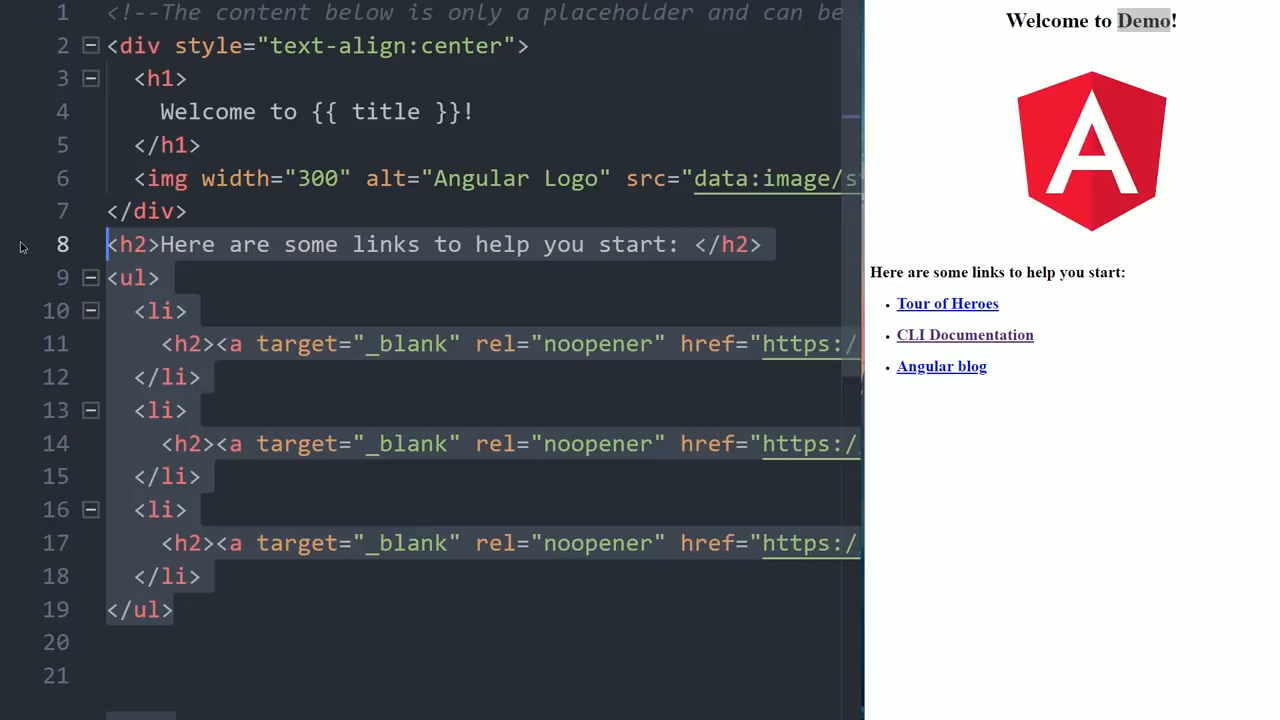 1 <!--The content below is only a placeholder and can be
2 <div style="text-align:center">
3 <h1>
4 Welcome to {{ title }}!
5 </h1>
6 <img width="300" alt="Angular Logo" src="data:image/s
7 </div>
8 <h2>Here are some links to help you start: </h2>
9 <ul>
10 <li>
11 <h2><a target="_blank" rel="noopener" href="https:/
12 </li>
13 <li>
14 <h2><a target="_blank" rel="noopener" href="https:/
15 </li>
16 <li>
17 <h2><a target="_blank" rel="noopener" href="https:/
18 </li>
19 </ul>
20
21
Welcome to Demo!
A
Here are some links to help you start:
• Tour of Heroes
• CLI Documentation
• Angular blog